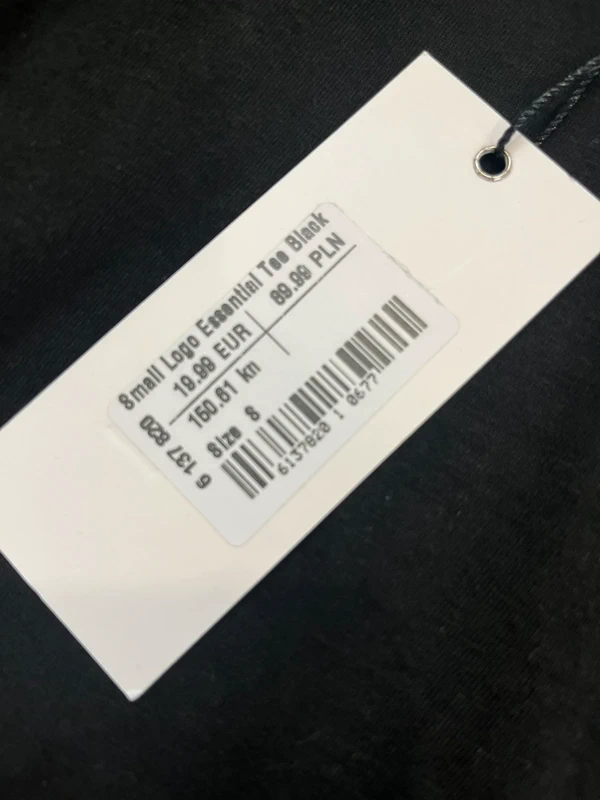 Small Logo Essential Tee Black
19.99 EUR
89.99 PLN
150.61 kn
Size S
6137820 1 0677
6 137 820